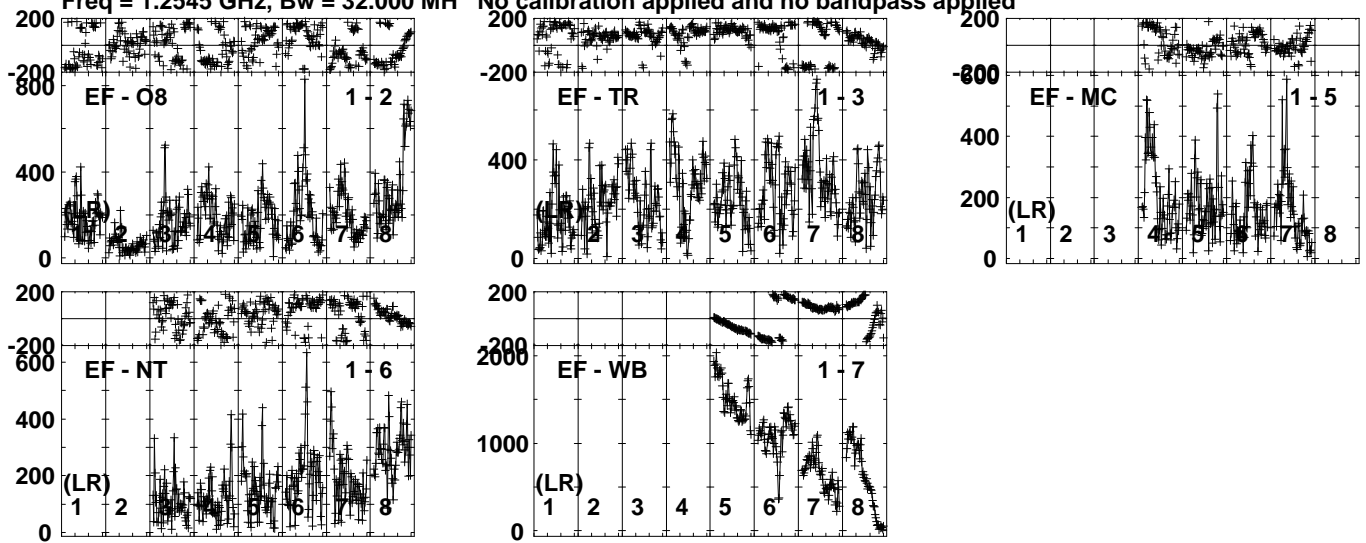 Freq = 1.2545 GHz, Bw = 32.000 MH   No calibration applied and no bandpass applied
200
-200
800
400
0
EF - O8
1 - 2
(LR)
1 2 3 4 5 6 7 8
200
-200
400
0
EF - TR
1 - 3
(LR)
1 2 3 4 5 6 7 8
200
-200
600
400
200
0
EF - MC
1 - 5
(LR)
1 2 3 4 5 6 7 8
200
-200
600
400
200
0
EF - NT
1 - 6
(LR)
1 2 3 4 5 6 7 8
200
-200
2000
1000
0
EF - WB
1 - 7
(LR)
1 2 3 4 5 6 7 8